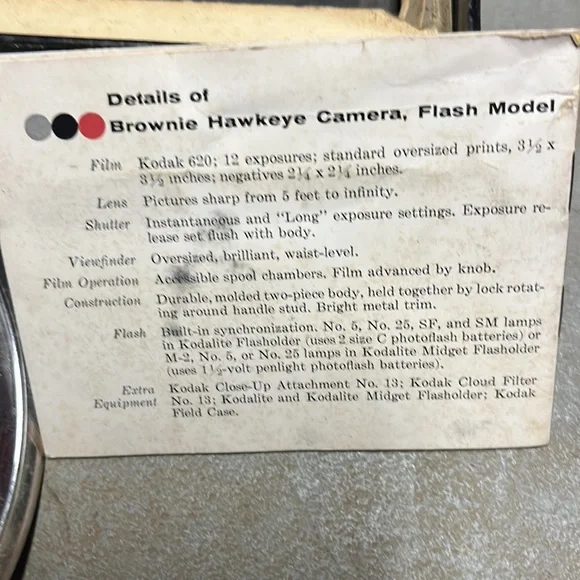 Details of
Brownie Hawkeye Camera, Flash Model
Film Kodak 620; 12 exposures; standard oversized prints, 3½ x
3½ inches; negatives 2¼ x 2¼ inches.
Lens Pictures sharp from 5 feet to infinity.
Shutter Instantaneous and "Long" exposure settings. Exposure re-
lease set flush with body.
Viewfinder Oversized, brilliant, waist-level.
Film Operation Accessible spool chambers. Film advanced by knob.
Construction Durable, molded two-piece body, held together by lock rotat-
ing around handle stud. Bright metal trim.
Flash Built-in synchronization. No. 5, No. 25, SF, and SM lamps
in Kodalite Flasholder (uses 2 size C photoflash batteries) or
M-2, No. 5, or No. 25 lamps in Kodalite Midget Flasholder
(uses 1½-volt penlight photoflash batteries).
Extra Kodak Close-Up Attachment No. 13; Kodak Cloud Filter
Equipment No. 13; Kodalite and Kodalite Midget Flasholder; Kodak
Field Case.